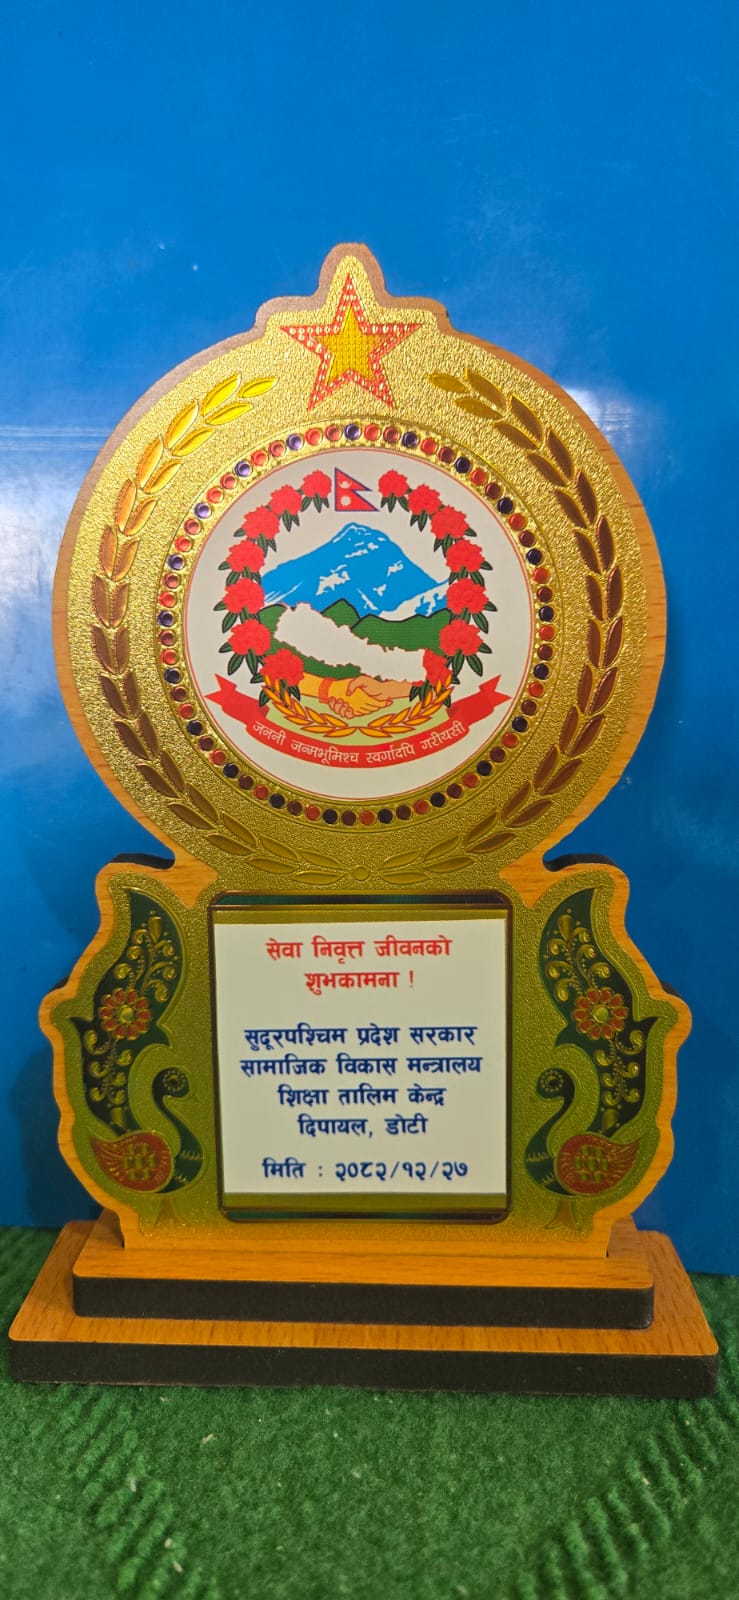 जननी जन्मभूमिश्च स्वर्गादपि गरीयसी
सेवा निवृत्त जीवनको
शुभकामना !
सुदूरपश्चिम प्रदेश सरकार
सामाजिक विकास मन्त्रालय
शिक्षा तालिम केन्द्र
दिपायल, डोटी
मिति : २०८२/१२/२७